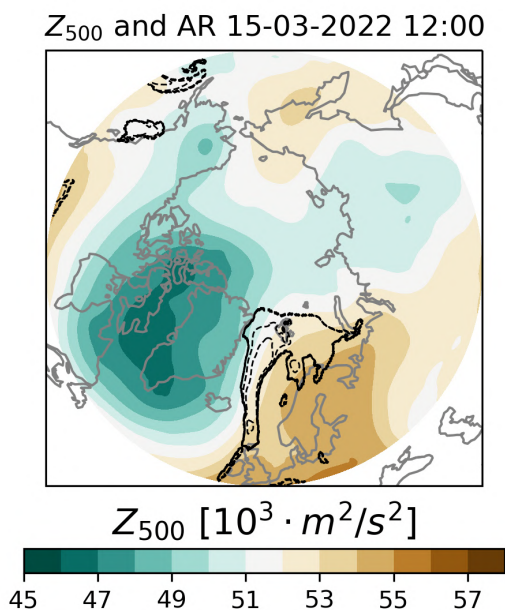 Z₅₀₀ and AR 15-03-2022 12:00
Z₅₀₀ [10³ · m²/s²]
45 47 49 51 53 55 57